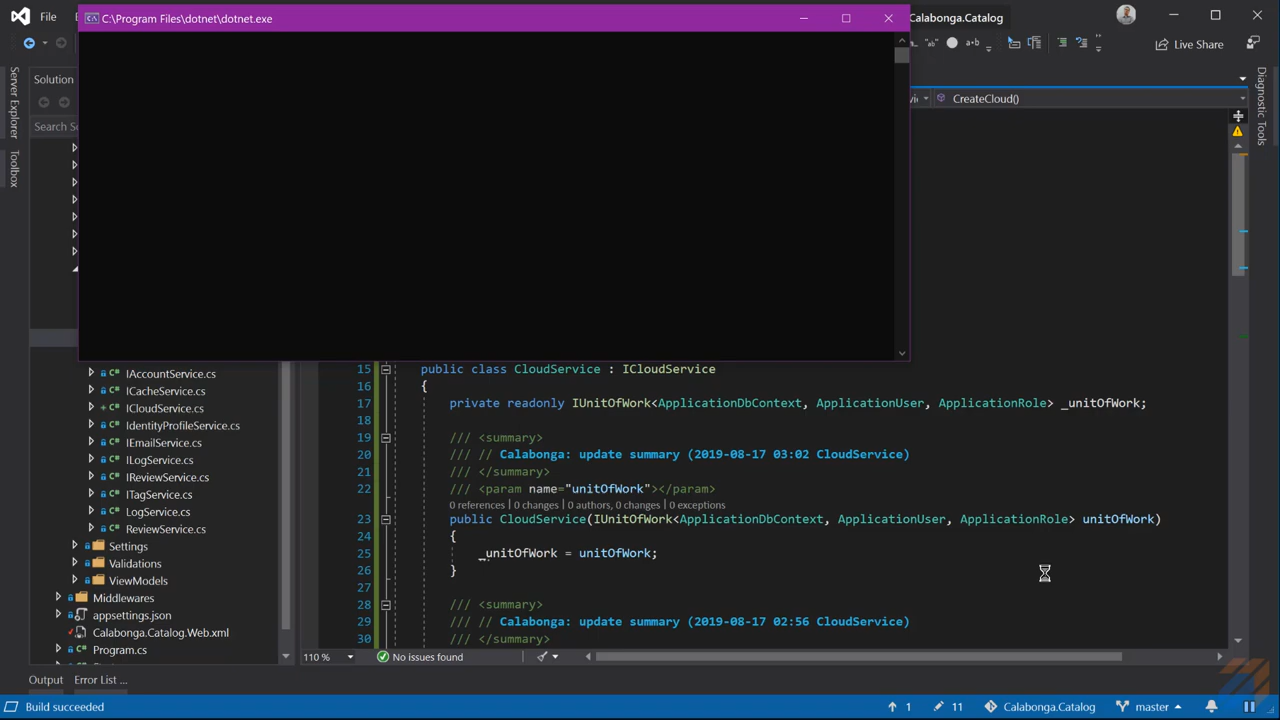 File
C:\Program Files\dotnet\dotnet.exe
Calabonga.Catalog
Live Share
Server Explorer
Toolbox
Solution
Search S
CreateCloud()
Diagnostic Tools
IAccountService.cs
ICacheService.cs
ICloudService.cs
IdentityProfileService.cs
IEmailService.cs
ILogService.cs
IReviewService.cs
ITagService.cs
LogService.cs
ReviewService.cs
Settings
Validations
ViewModels
Middlewares
appsettings.json
Calabonga.Catalog.Web.xml
Program.cs
15 public class CloudService : ICloudService
16 {
17 private readonly IUnitOfWork<ApplicationDbContext, ApplicationUser, ApplicationRole> _unitOfWork;
18
19 /// <summary>
20 /// // Calabonga: update summary (2019-08-17 03:02 CloudService)
21 /// </summary>
22 /// <param name="unitOfWork"></param>
0 references | 0 changes | 0 authors, 0 changes | 0 exceptions
23 public CloudService(IUnitOfWork<ApplicationDbContext, ApplicationUser, ApplicationRole> unitOfWork)
24 {
25 _unitOfWork = unitOfWork;
26 }
27
28 /// <summary>
29 /// // Calabonga: update summary (2019-08-17 02:56 CloudService)
30 /// </summary>
110 %
No issues found
Output
Error List ...
Build succeeded
1
11
Calabonga.Catalog
master